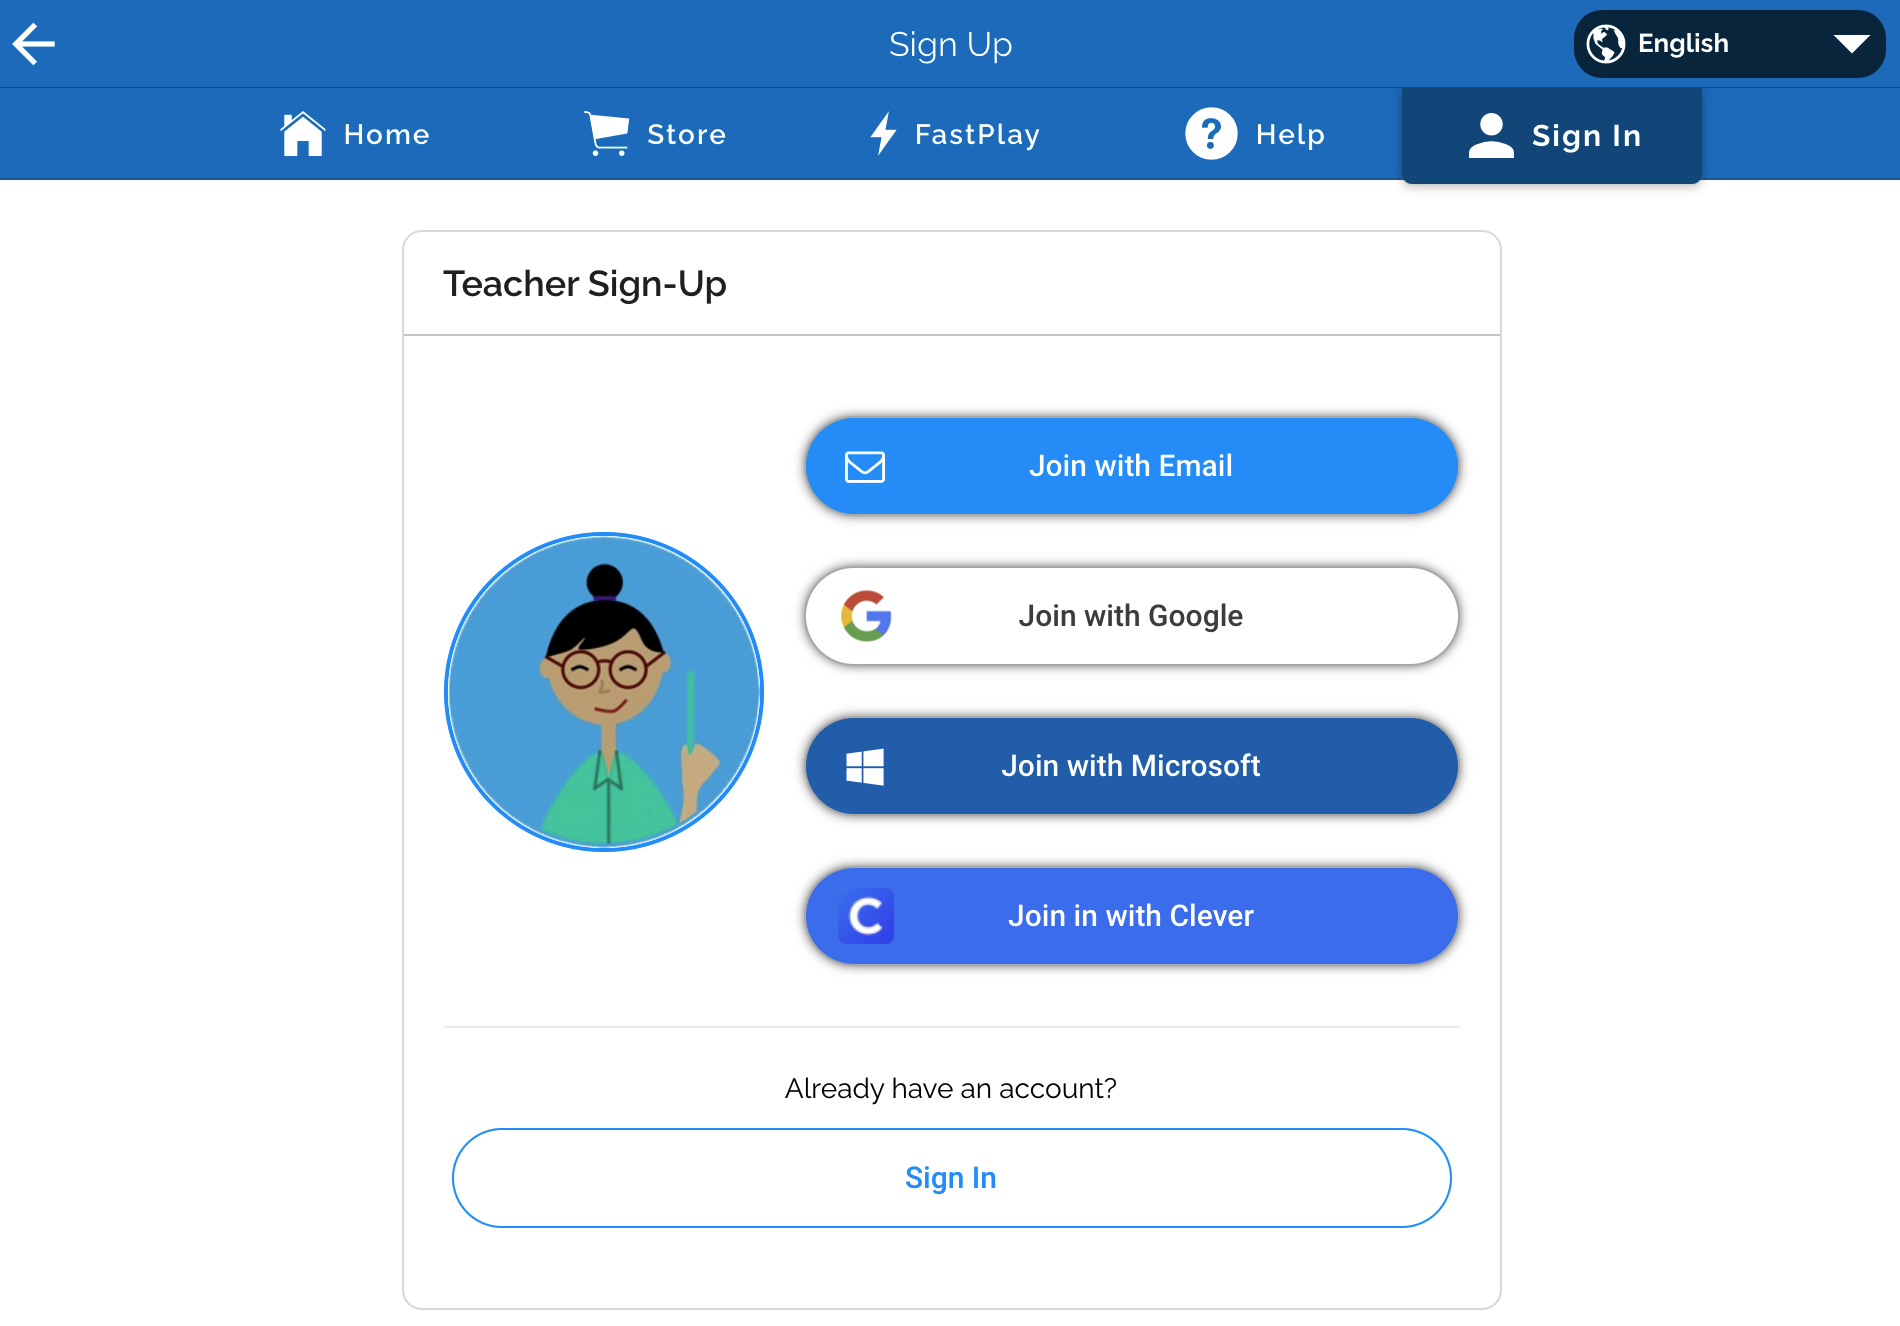 Sign Up
English
Home
Store
FastPlay
Help
Sign In
Teacher Sign-Up
Join with Email
Join with Google
Join with Microsoft
Join in with Clever
Already have an account?
Sign In